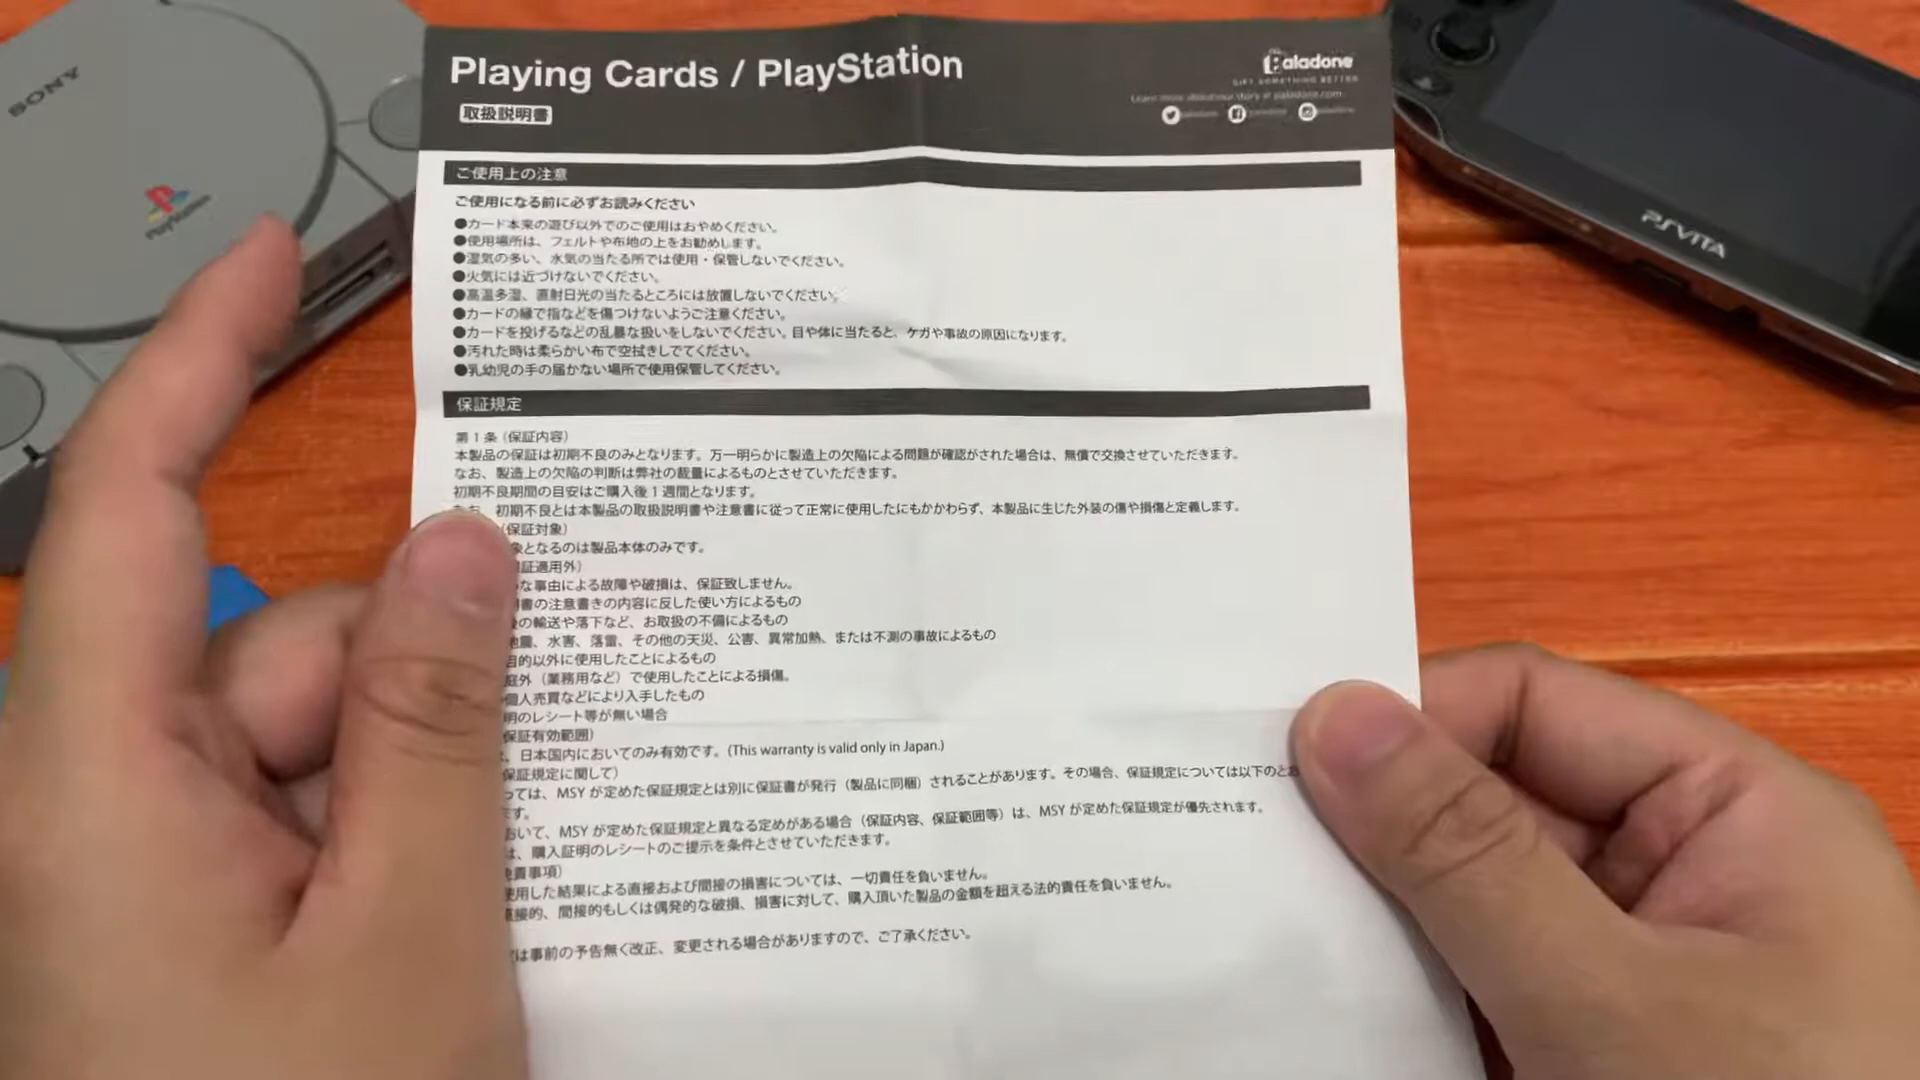 SONY
PlayStation
Playing Cards / PlayStation
取扱説明書
Paladone
GIFT SOMETHING BETTER
Learn more about our story @ paladone.com
PSVITA
ご使用上の注意
ご使用になる前に必ずお読みください
●カード本来の遊び以外でのご使用はおやめください。
●使用場所は、フェルトや布地の上をお勧めします。
●湿気の多い、水気の当たる所では使用・保管しないでください。
●火気には近づけないでください。
●高温多湿、直射日光の当たるところには放置しないでください。
●カードの縁で指などを傷つけないようご注意ください。
●カードを投げるなどの乱暴な扱いをしないでください。目や体に当たると、ケガや事故の原因になります。
●汚れた時は柔らかい布で空拭きしでてください。
●乳幼児の手の届かない場所で使用保管してください。
保証規定
第1条（保証内容）
本製品の保証は初期不良のみとなります。万一明らかに製造上の欠陥による問題が確認がされた場合は、無償で交換させていただきます。
なお、製造上の欠陥の判断は弊社の裁量によるものとさせていただきます。
初期不良期間の目安はご購入後1週間となります。
なお、初期不良とは本製品の取扱説明書や注意書に従って正常に使用したにもかかわらず、本製品に生じた外装の傷や損傷と定義します。
（保証対象）
象となるのは製品本体のみです。
証適用外）
な事由による故障や破損は、保証致しません。
書の注意書きの内容に反した使い方によるもの
の輸送や落下など、お取扱の不備によるもの
地震、水害、落雷、その他の天災、公害、異常加熱、または不測の事故によるもの
目的以外に使用したことによるもの
庭外（業務用など）で使用したことによる損傷。
個人売買などにより入手したもの
明のレシート等が無い場合
保証有効範囲）
、日本国内においてのみ有効です。(This warranty is valid only in Japan.)
保証規定に関して）
っては、MSY が定めた保証規定とは別に保証書が発行（製品に同梱）されることがあります。その場合、保証規定については以下のとお
ます。
おいて、MSY が定めた保証規定と異なる定めがある場合（保証内容、保証範囲等）は、MSY が定めた保証規定が優先されます。
は、購入証明のレシートのご提示を条件とさせていただきます。
免責事項）
使用した結果による直接および間接の損害については、一切責任を負いません。
直接的、間接的もしくは偶発的な破損、損害に対して、購入頂いた製品の金額を超える法的責任を負いません。
は事前の予告無く改正、変更される場合がありますので、ご了承ください。